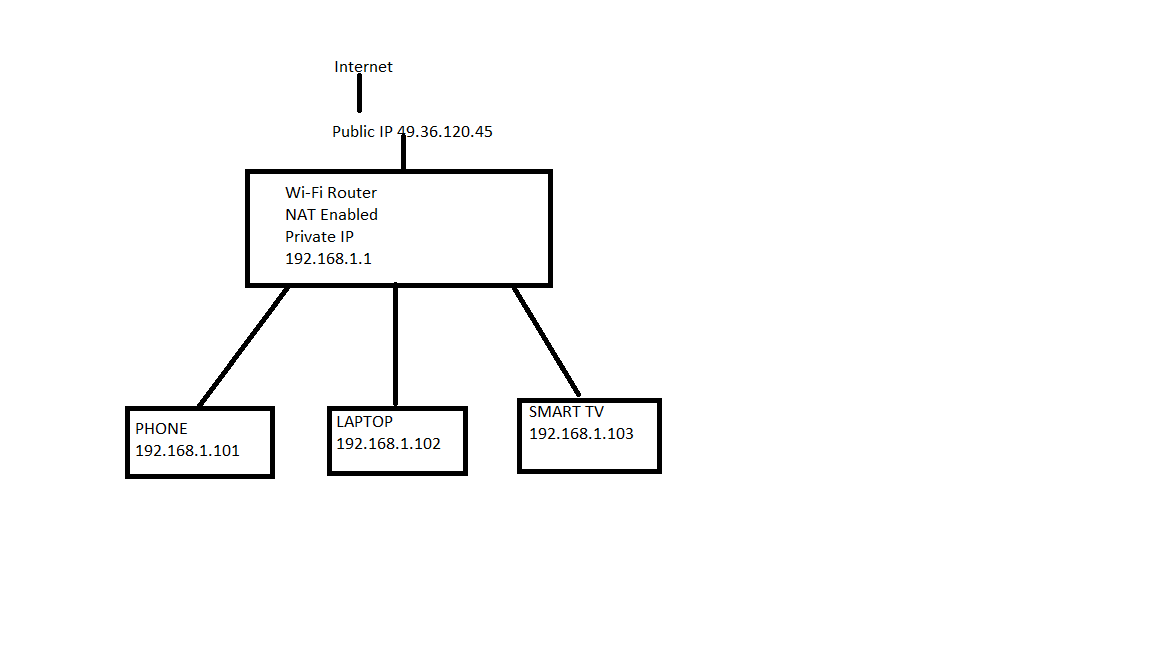 Internet
Public IP 49.36.120.45
Wi-Fi Router
NAT Enabled
Private IP
192.168.1.1
PHONE
192.168.1.101
LAPTOP
192.168.1.102
SMART TV
192.168.1.103